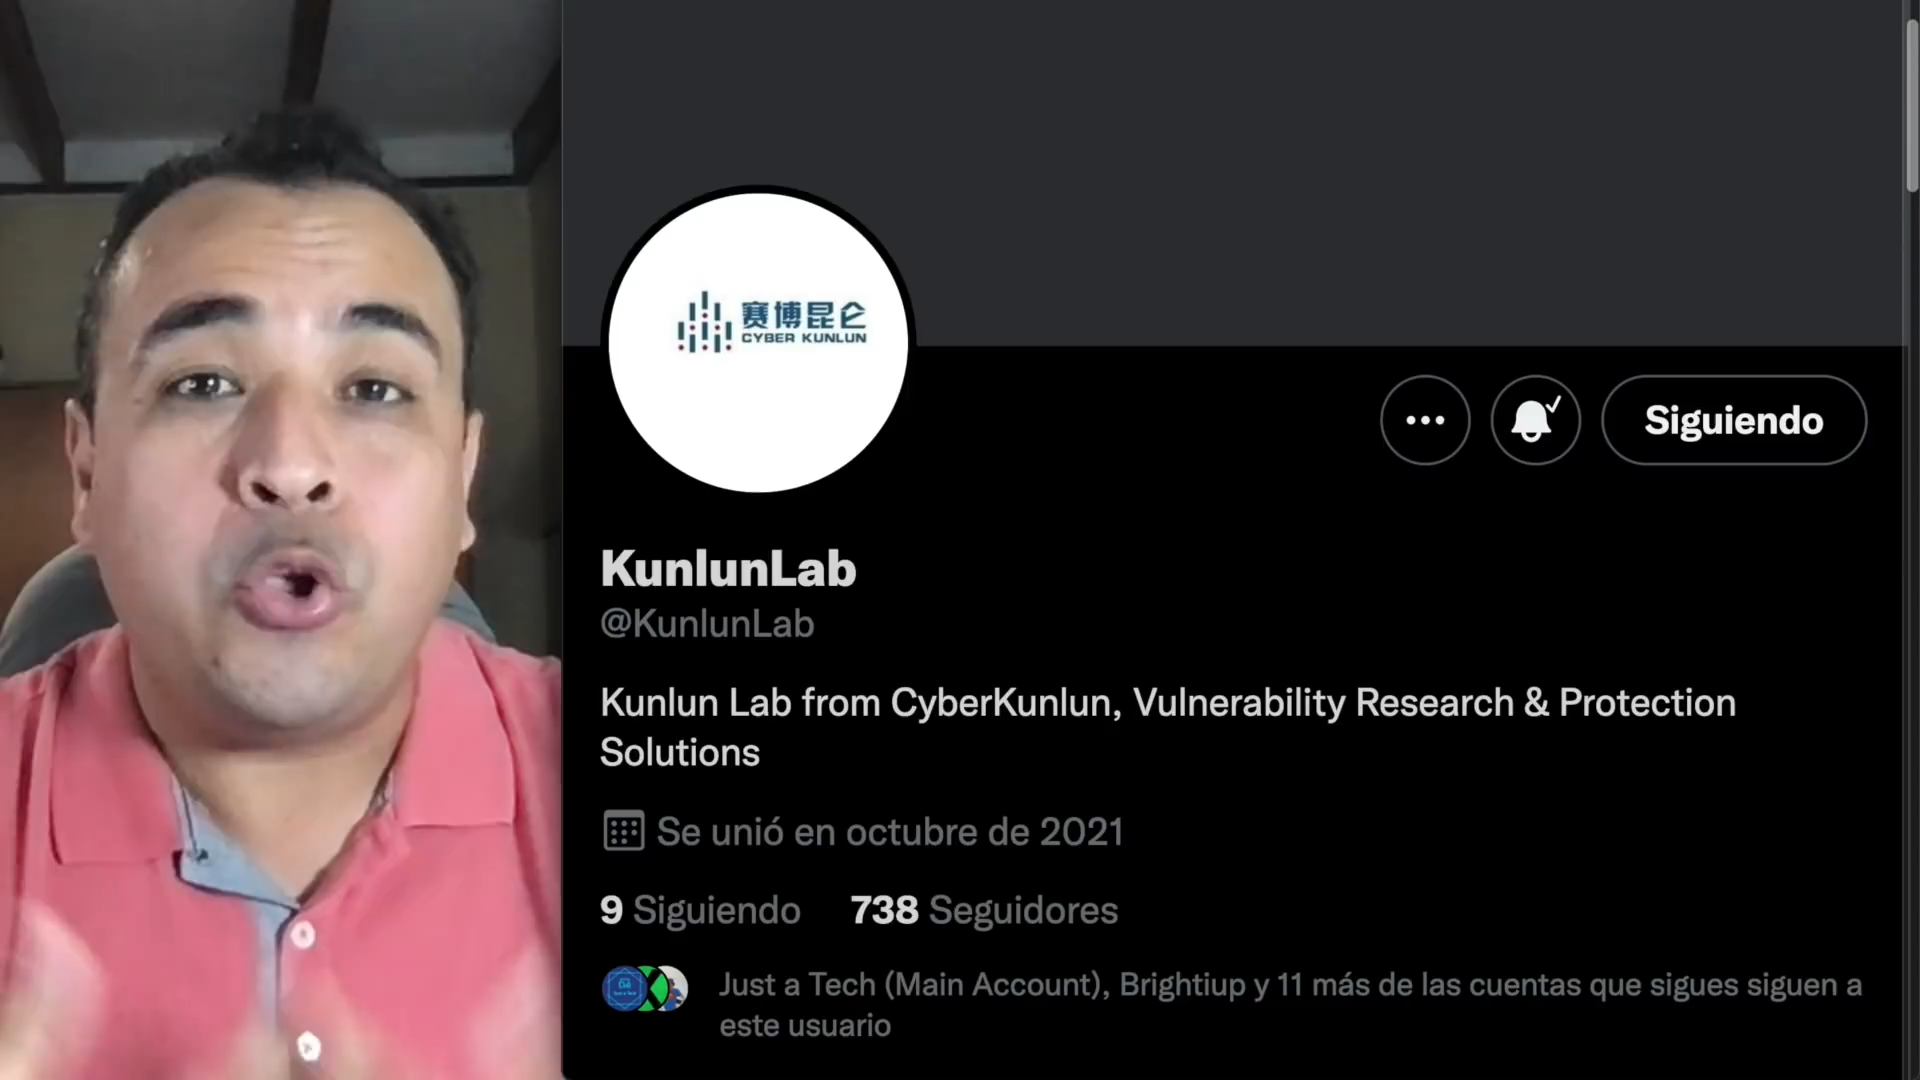 赛博昆仑
CYBER KUNLUN
Siguiendo
KunlunLab
@KunlunLab
Kunlun Lab from CyberKunlun, Vulnerability Research & Protection
Solutions
Se unió en octubre de 2021
9 Siguiendo 738 Seguidores
Just a Tech (Main Account), Brightiup y 11 más de las cuentas que sigues siguen a
este usuario